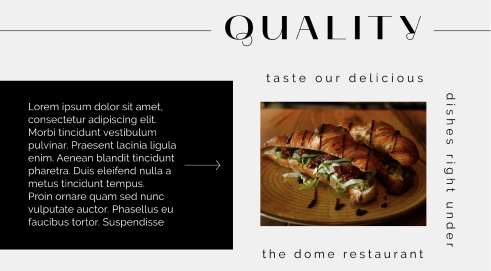 QUALITY
taste our delicious
dishes right under
the dome restaurant
Lorem ipsum dolor sit amet,
consectetur adipiscing elit.
Morbi tincidunt vestibulum
pulvinar. Praesent lacinia ligula
enim. Aenean blandit tincidunt
pharetra. Duis eleifend nulla a
metus tincidunt tempus.
Proin ornare quam sed nunc
vulputate auctor. Phasellus eu
faucibus tortor. Suspendisse